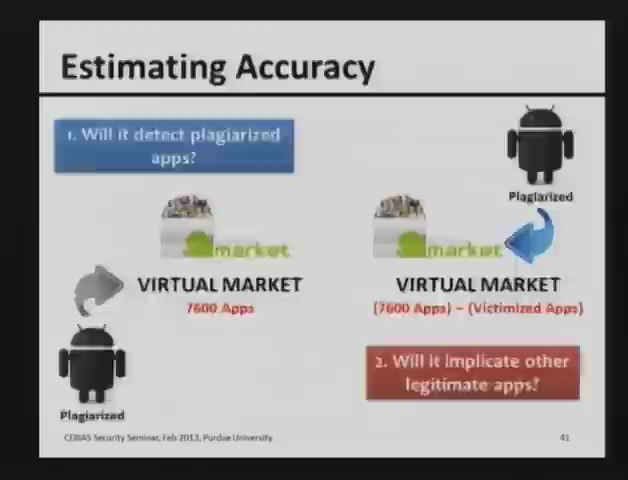 Estimating Accuracy
1. Will it detect plagiarized
apps?
Plagiarized
market
market
VIRTUAL MARKET
7600 Apps
VIRTUAL MARKET
(7600 Apps) – (Victimized Apps)
2. Will it implicate other
legitimate apps?
Plagiarized
CERIAS Security Seminar, Feb 2013, Purdue University
41